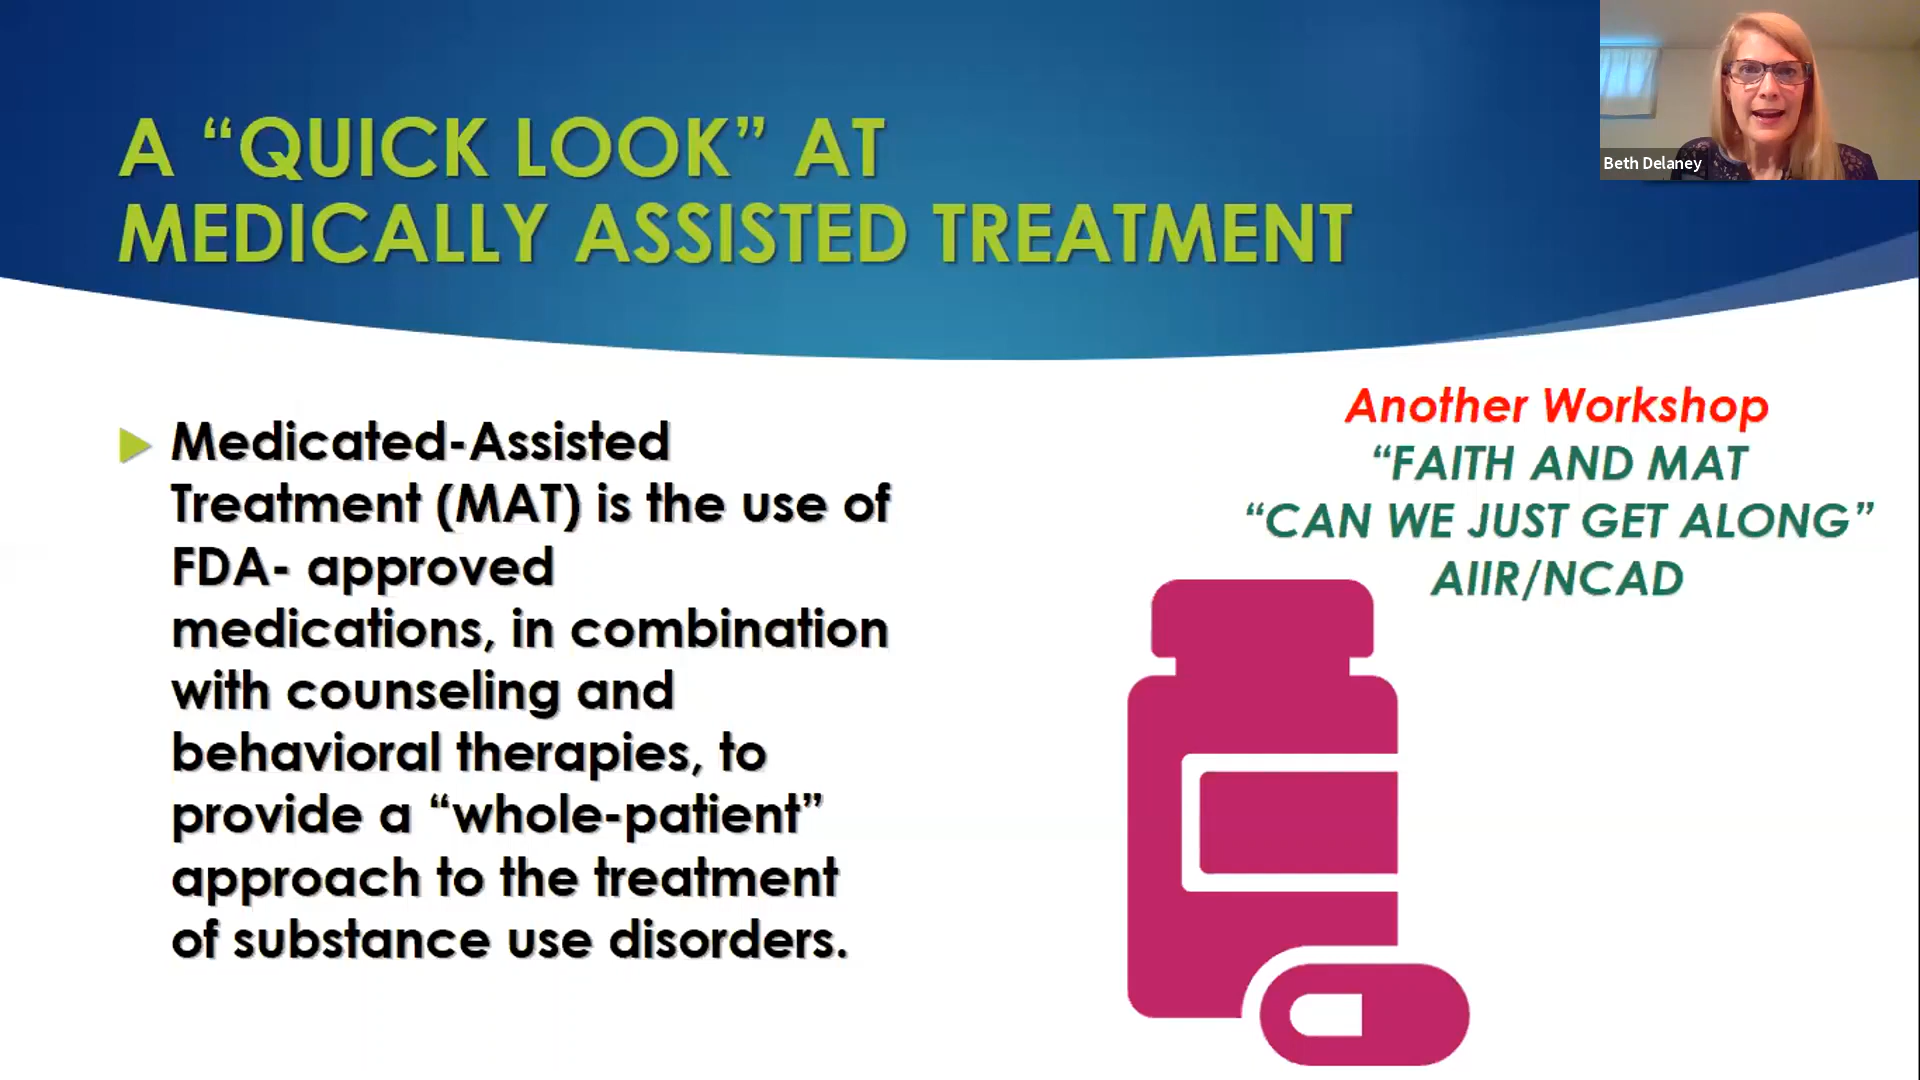 A “QUICK LOOK” AT
MEDICALLY ASSISTED TREATMENT
Beth Delaney
Medicated-Assisted
Treatment (MAT) is the use of
FDA- approved
medications, in combination
with counseling and
behavioral therapies, to
provide a “whole-patient”
approach to the treatment
of substance use disorders.
Another Workshop
“FAITH AND MAT
“CAN WE JUST GET ALONG”
AIIR/NCAD